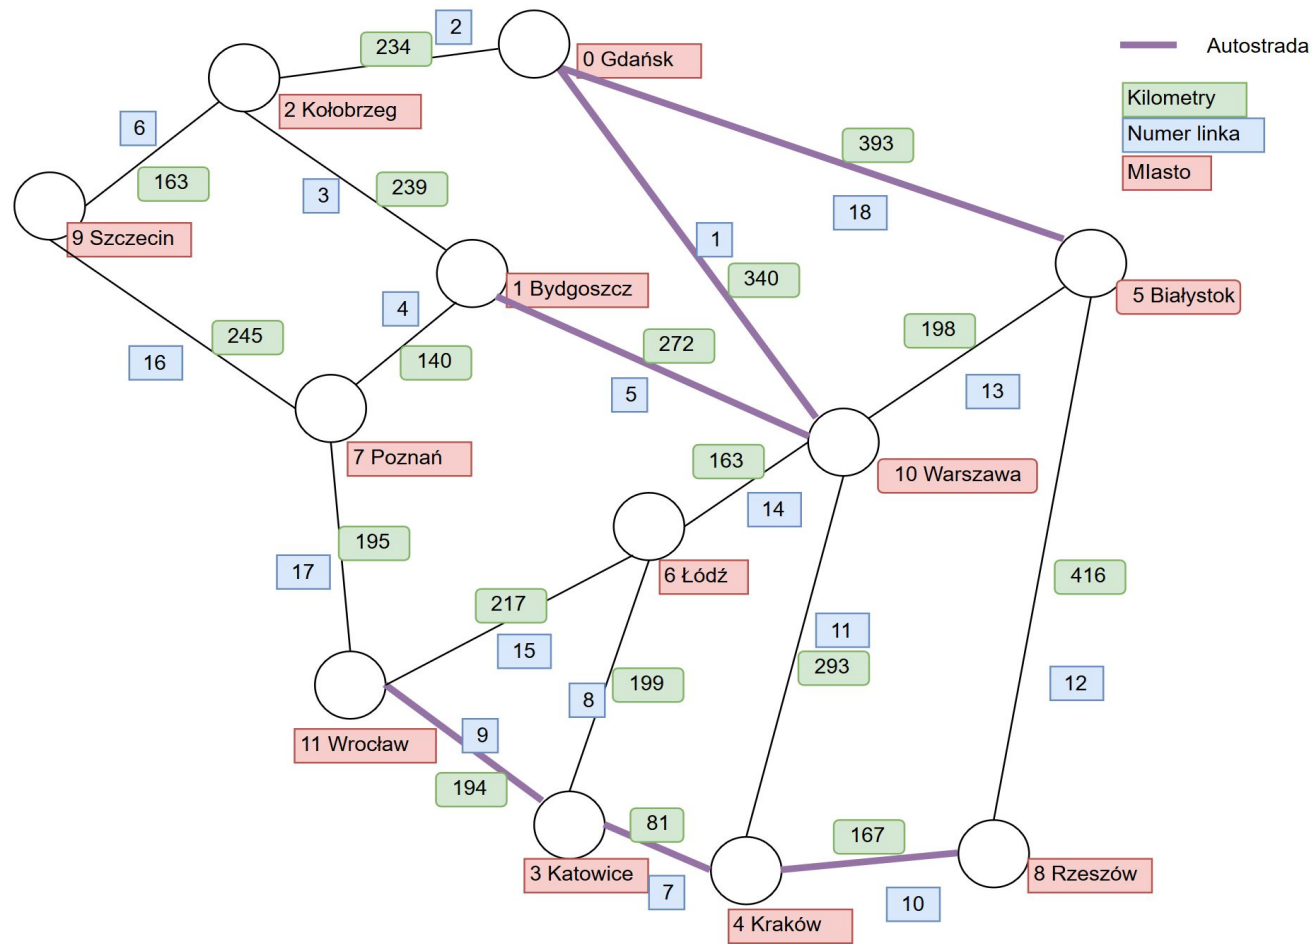 2
234
0 Gdańsk
Autostrada
2 Kołobrzeg
Kilometry
6
393
Numer linka
163
3
239
18
MIasto
9 Szczecin
1
340
1 Bydgoszcz
5 Białystok
4
245
272
198
16
140
5
13
7 Poznań
163
10 Warszawa
14
195
17
6 Łódź
416
217
11
15
293
8
199
12
11 Wrocław
9
194
81
167
3 Katowice
7
8 Rzeszów
10
4 Kraków